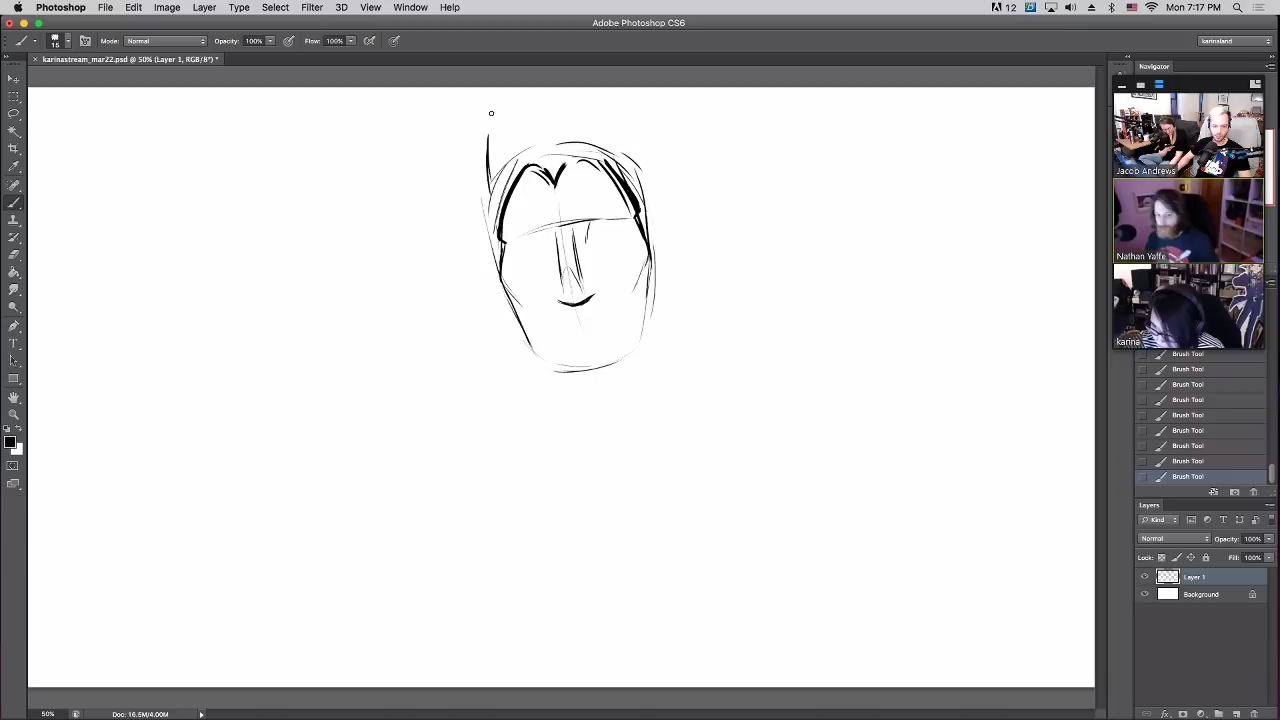 Photoshop File Edit Image Layer Type Select Filter 3D View Window Help 12 Mon 7:17 PM
Adobe Photoshop CS6
15 Mode: Normal Opacity: 100% Flow: 100% karinaland
karinastream_mar22.psd @ 50% (Layer 1, RGB/8*) *
Navigator
Jacob Andrews
Nathan Yaffe
karina
Brush Tool
Brush Tool
Brush Tool
Brush Tool
Brush Tool
Brush Tool
Brush Tool
Brush Tool
Brush Tool
Layers
Kind
Normal Opacity: 100%
Lock: Fill: 100%
Layer 1
Background
50% Doc: 16.5M/4.00M